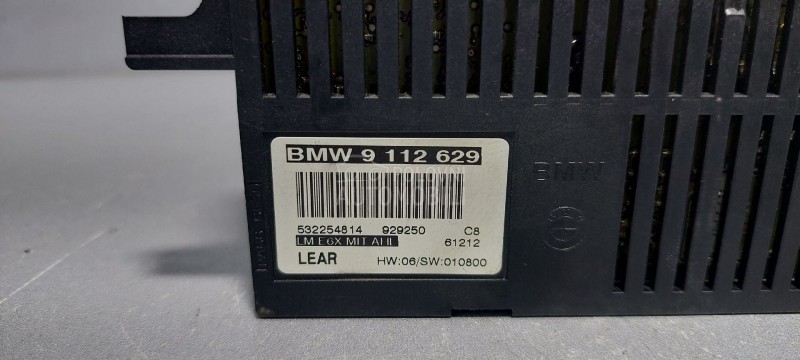 BMW 9 112 629
532254814 929250 C8
LM E6X MIT AHL 61212
LEAR HW:06/SW:010800
BMW